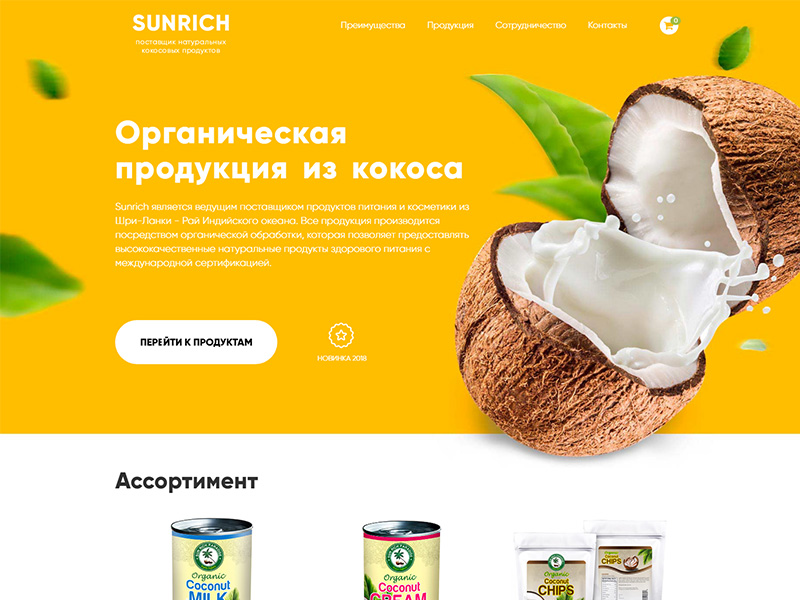 SUNRICH
поставщик натуральных
кокосовых продуктов
Преимущества Продукция Сотрудничество Контакты
0
Органическая
продукция из кокоса
Sunrich является ведущим поставщиком продуктов питания и косметики из
Шри-Ланки - Рай Индийского океана. Все продукция производится
посредством органической обработки, которая позволяет предоставлять
высококачественные натуральные продукты здорового питания с
международной сертификацией.
ПЕРЕЙТИ К ПРОДУКТАМ
НОВИНКА 2018
Ассортимент
Organic
Coconut
MILK
Organic
Coconut
CREAM
Organic
Coconut
CHIPS
Organic
Coconut
CHIPS